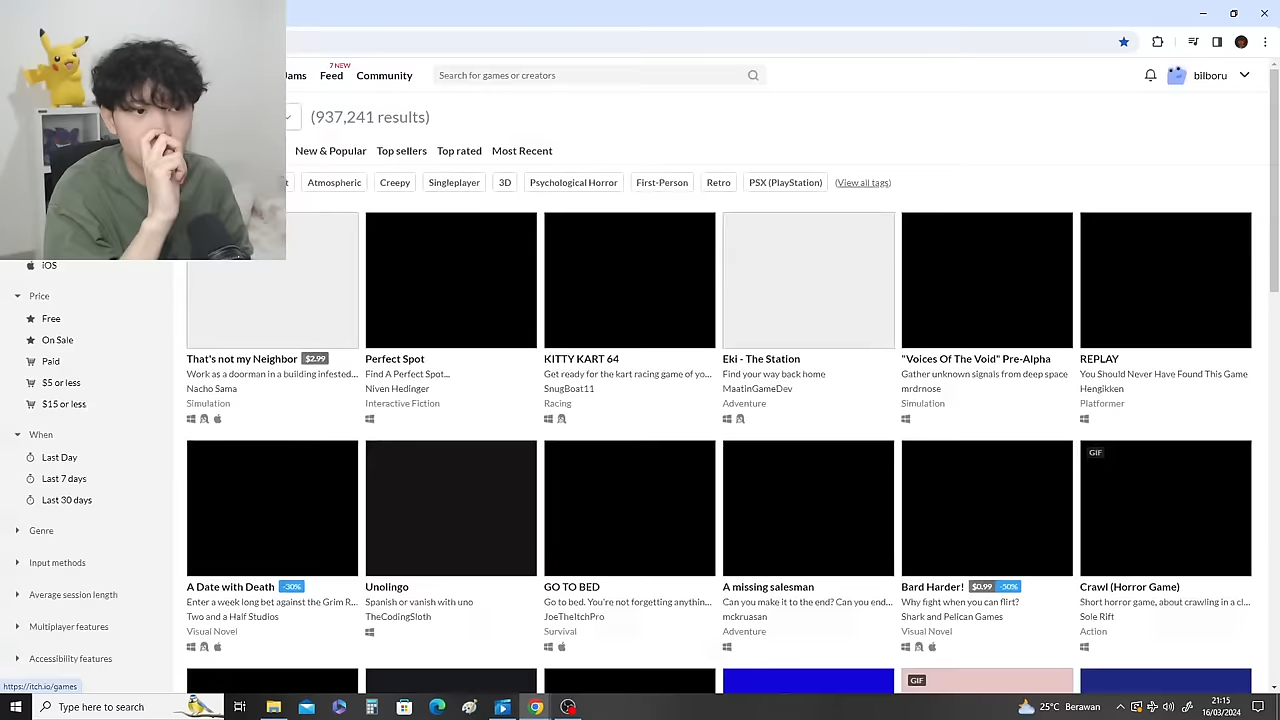 Jams
7 NEW
Feed
Community
Search for games or creators
bilboru
(937,241 results)
New & Popular
Top sellers
Top rated
Most Recent
Atmospheric
Creepy
Singleplayer
3D
Psychological Horror
First-Person
Retro
PSX (PlayStation)
(View all tags)
iOS
Price
Free
On Sale
Paid
$5 or less
$15 or less
When
Last Day
Last 7 days
Last 30 days
Genre
Input methods
Average session length
Multiplayer features
Accessibility features
That's not my Neighbor $2.99
Work as a doorman in a building infested...
Nacho Sama
Simulation
Perfect Spot
Find A Perfect Spot...
Niven Hedinger
Interactive Fiction
KITTY KART 64
Get ready for the kart racing game of yo...
SnugBoat11
Racing
Eki - The Station
Find your way back home
MaatinGameDev
Adventure
"Voices Of The Void" Pre-Alpha
Gather unknown signals from deep space
mrdrnose
Simulation
REPLAY
You Should Never Have Found This Game
Hengikken
Platformer
A Date with Death -30%
Enter a week long bet against the Grim R...
Two and a Half Studios
Visual Novel
Unolingo
Spanish or vanish with uno
TheCodingSloth
GO TO BED
Go to bed. You're not forgetting anythin...
JoeTheItchPro
Survival
A missing salesman
Can you make it to the end? Can you end...
mckruasan
Adventure
Bard Harder! $0.99 -50%
Why fight when you can flirt?
Shark and Pelican Games
Visual Novel
GIF
Crawl (Horror Game)
Short horror game, about crawling in a cl...
Sole Rift
Action
GIF
https://itch.io/games
Type here to search
25°C Berawan
21:15
16/03/2024